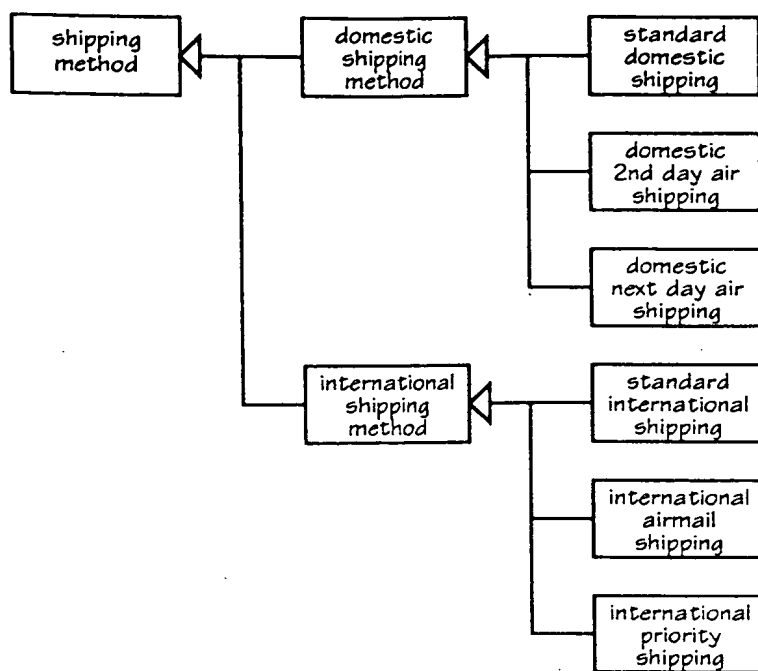 shipping
method
domestic
shipping
method
standard
domestic
shipping
domestic
2nd day air
shipping
domestic
next day air
shipping
international
shipping
method
standard
international
shipping
international
airmail
shipping
international
priority
shipping